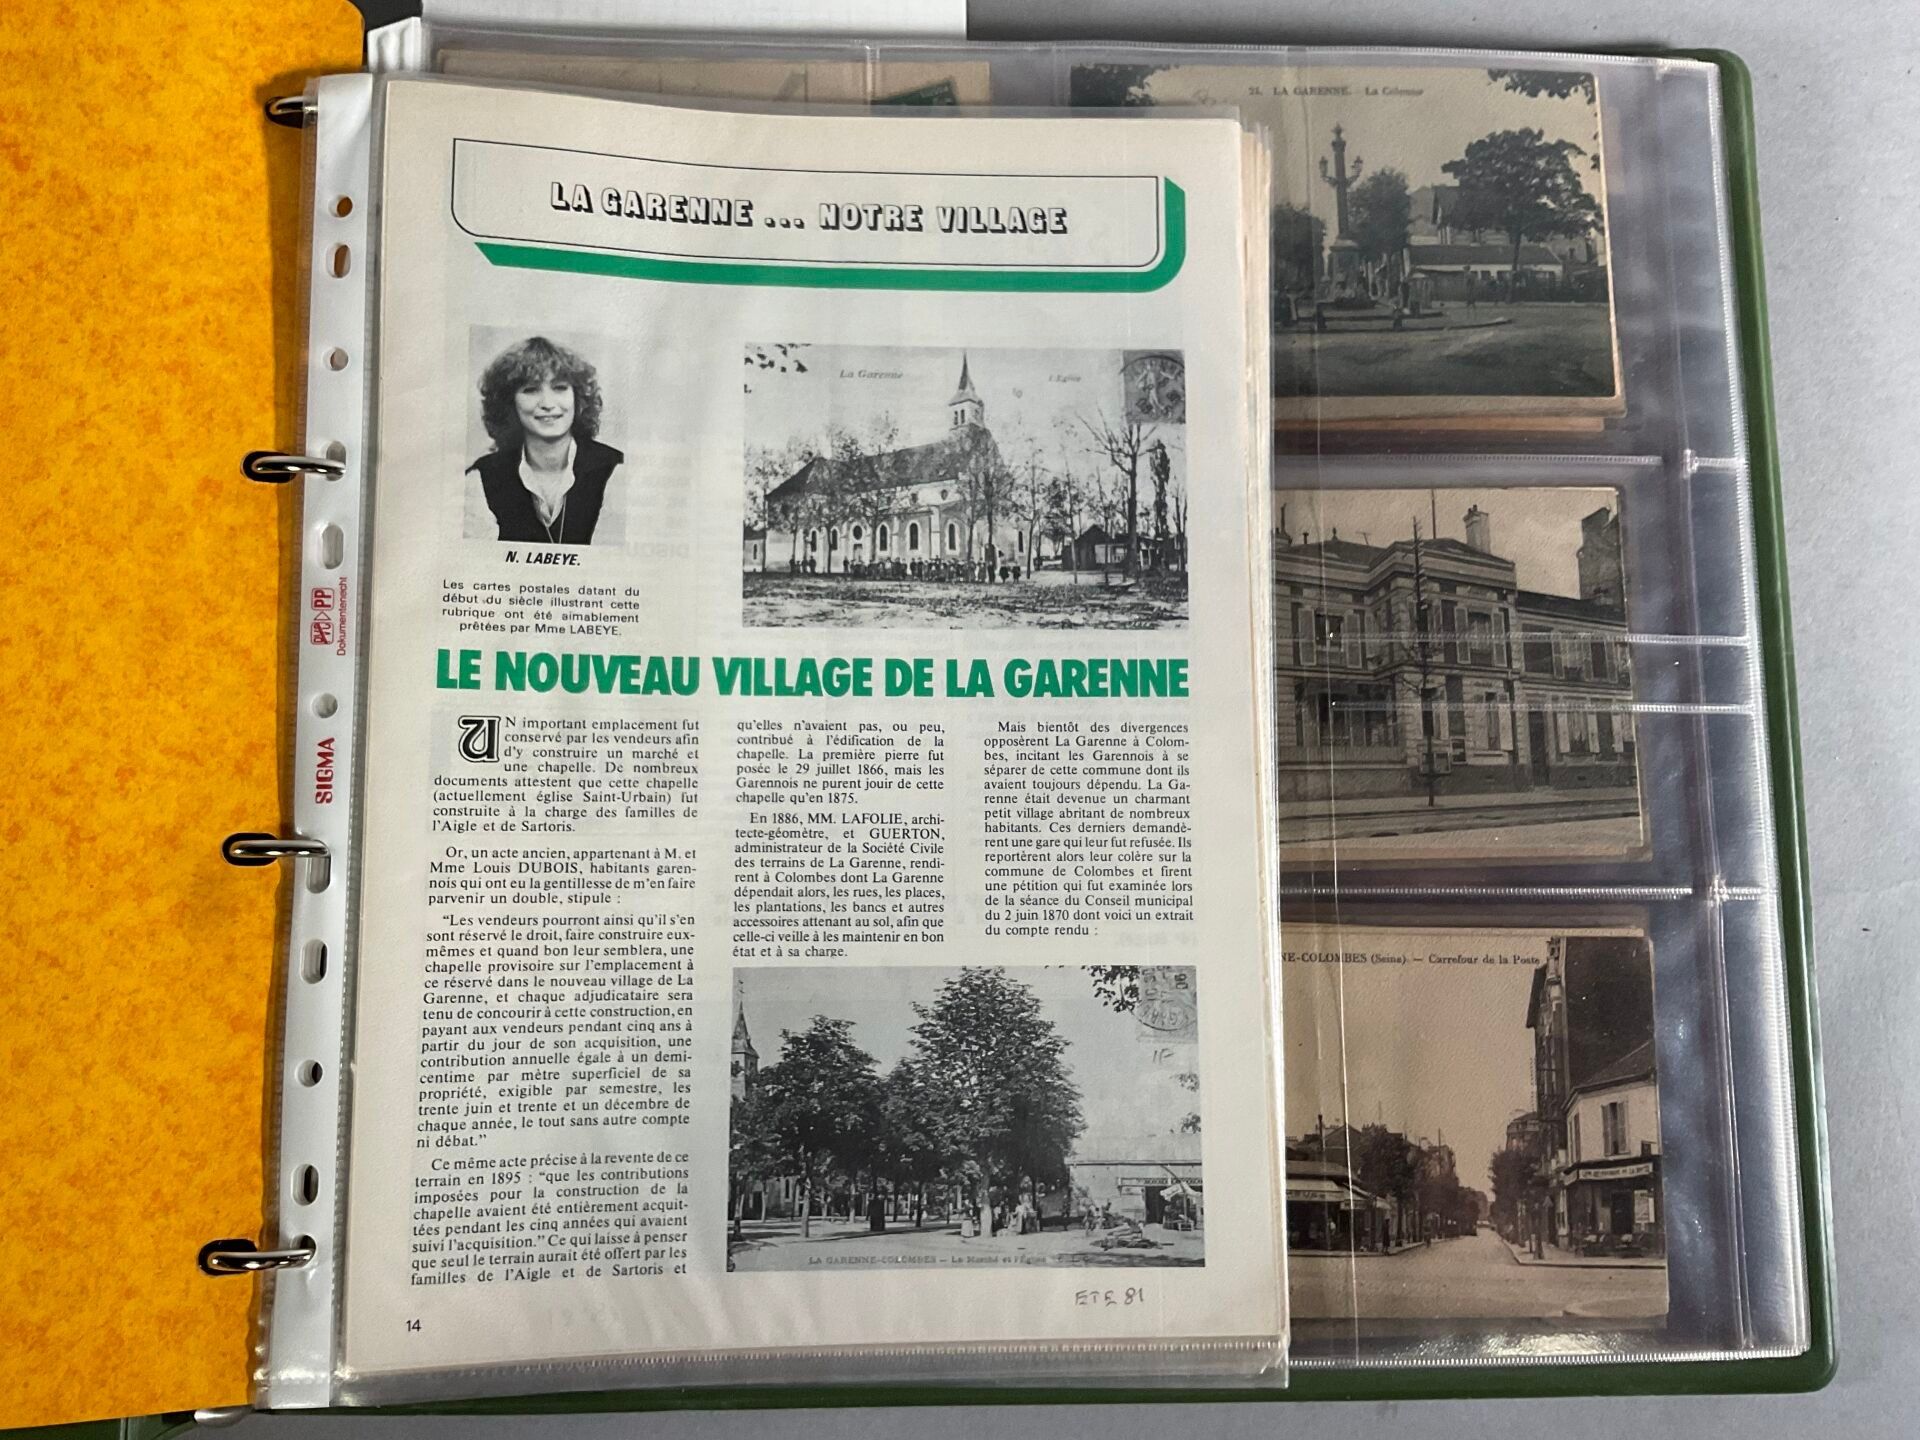 LA GARENNE ... NOTRE VILLAGE
La Garenne
l'Eglise
N. LABEYE.
Les cartes postales datant du
début du siècle illustrant cette
rubrique ont été aimablement
prêtées par Mme LABEYE.
LE NOUVEAU VILLAGE DE LA GARENNE
UN important emplacement fut
conservé par les vendeurs afin
d'y construire un marché et
une chapelle. De nombreux
documents attestent que cette chapelle
(actuellement église Saint-Urbain) fut
construite à la charge des familles de
l'Aigle et de Sartoris.
Or, un acte ancien, appartenant à M. et
Mme Louis DUBOIS, habitants garen-
nois qui ont eu la gentillesse de m'en faire
parvenir un double, stipule :
"Les vendeurs pourront ainsi qu'il s'en
sont réservé le droit, faire construire eux-
mêmes et quand bon leur semblera, une
chapelle provisoire sur l'emplacement à
ce réservé dans le nouveau village de La
Garenne, et chaque adjudicataire sera
tenu de concourir à cette construction, en
payant aux vendeurs pendant cinq ans à
partir du jour de son acquisition, une
contribution annuelle égale à un demi-
centime par mètre superficiel de sa
propriété, exigible par semestre, les
trente juin et trente et un décembre de
chaque année, le tout sans autre compte
ni débat."
Ce même acte précise à la revente de ce
terrain en 1895 : "que les contributions
imposées pour la construction de la
chapelle avaient été entièrement acquit-
tées pendant les cinq années qui avaient
suivi l'acquisition." Ce qui laisse à penser
que seul le terrain aurait été offert par les
familles de l'Aigle et de Sartoris et
qu'elles n'avaient pas, ou peu,
contribué à l'édification de la
chapelle. La première pierre fut
posée le 29 juillet 1866, mais les
Garennois ne purent jouir de cette
chapelle qu'en 1875.
En 1886, MM. LAFOLIE, archi-
tecte-géomètre, et GUERTON,
administrateur de la Société Civile
des terrains de La Garenne, rendi-
rent à Colombes dont La Garenne
dépendait alors, les rues, les places,
les plantations, les bancs et autres
accessoires attenant au sol, afin que
celle-ci veille à les maintenir en bon
état et à sa charge.
Mais bientôt des divergences
opposèrent La Garenne à Colom-
bes, incitant les Garennois à se
séparer de cette commune dont ils
avaient toujours dépendu. La Ga-
renne était devenue un charmant
petit village abritant de nombreux
habitants. Ces derniers demandè-
rent une gare qui leur fut refusée. Ils
reportèrent alors leur colère sur la
commune de Colombes et firent
une pétition qui fut examinée lors
de la séance du Conseil municipal
du 2 juin 1870 dont voici un extrait
du compte rendu :
LA GARENNE-COLOMBES — Le Marché et l'Église
ETE 81
14
PP
Dokumentenecht
SIGMA
21. LA GARENNE. - La Colonne
NE-COLOMBES (Seine). — Carrefour de la Poste